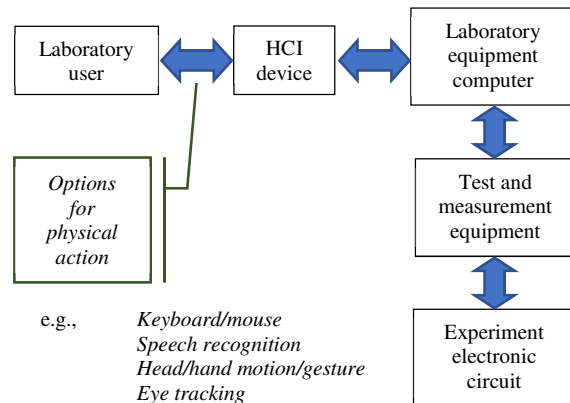 Laboratory
user
HCI
device
Laboratory
equipment
computer
Options
for
physical
action
Test and
measurement
equipment
e.g.,
Keyboard/mouse
Speech recognition
Head/hand motion/gesture
Eye tracking
Experiment
electronic
circuit